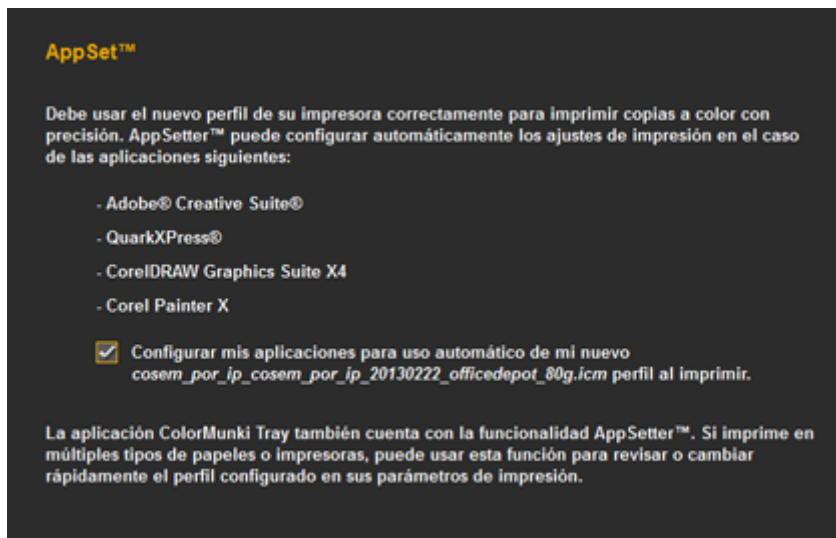 AppSet™
Debe usar el nuevo perfil de su impresora correctamente para imprimir copias a color con
precisión. AppSetter™ puede configurar automáticamente los ajustes de impresión en el caso
de las aplicaciones siguientes:
- Adobe® Creative Suite®
- QuarkXPress®
- CorelDRAW Graphics Suite X4
- Corel Painter X
Configurar mis aplicaciones para uso automático de mi nuevo
cosem_por_ip_cosem_por_ip_20130222_officedepot_80g.icm perfil al imprimir.
La aplicación ColorMunki Tray también cuenta con la funcionalidad AppSetter™. Si imprime en
múltiples tipos de papeles o impresoras, puede usar esta función para revisar o cambiar
rápidamente el perfil configurado en sus parámetros de impresión.